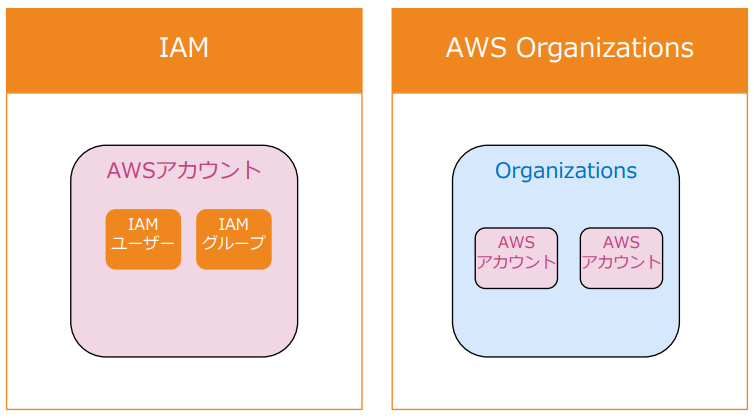 IAM
AWSアカウント
IAM
ユーザー
IAM
グループ
AWS Organizations
Organizations
AWS
アカウント
AWS
アカウント